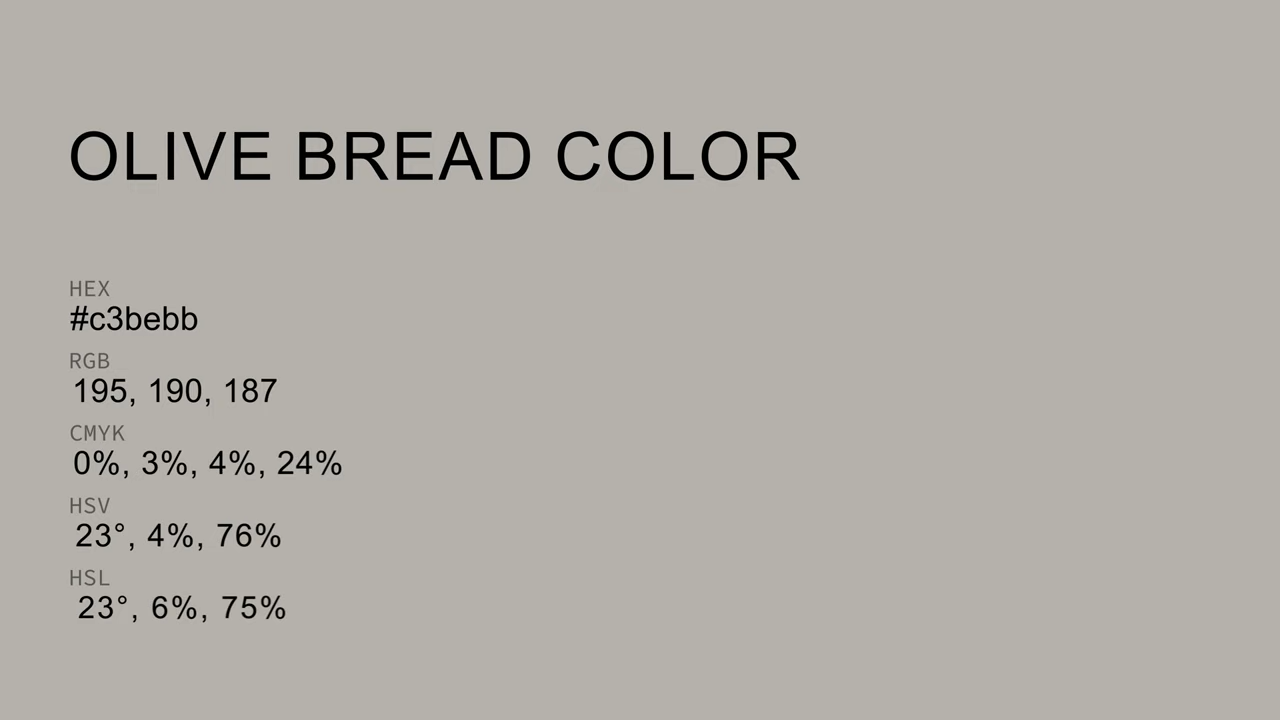 OLIVE BREAD COLOR
HEX
#c3bebb
RGB
195, 190, 187
CMYK
0%, 3%, 4%, 24%
HSV
23°, 4%, 76%
HSL
23°, 6%, 75%